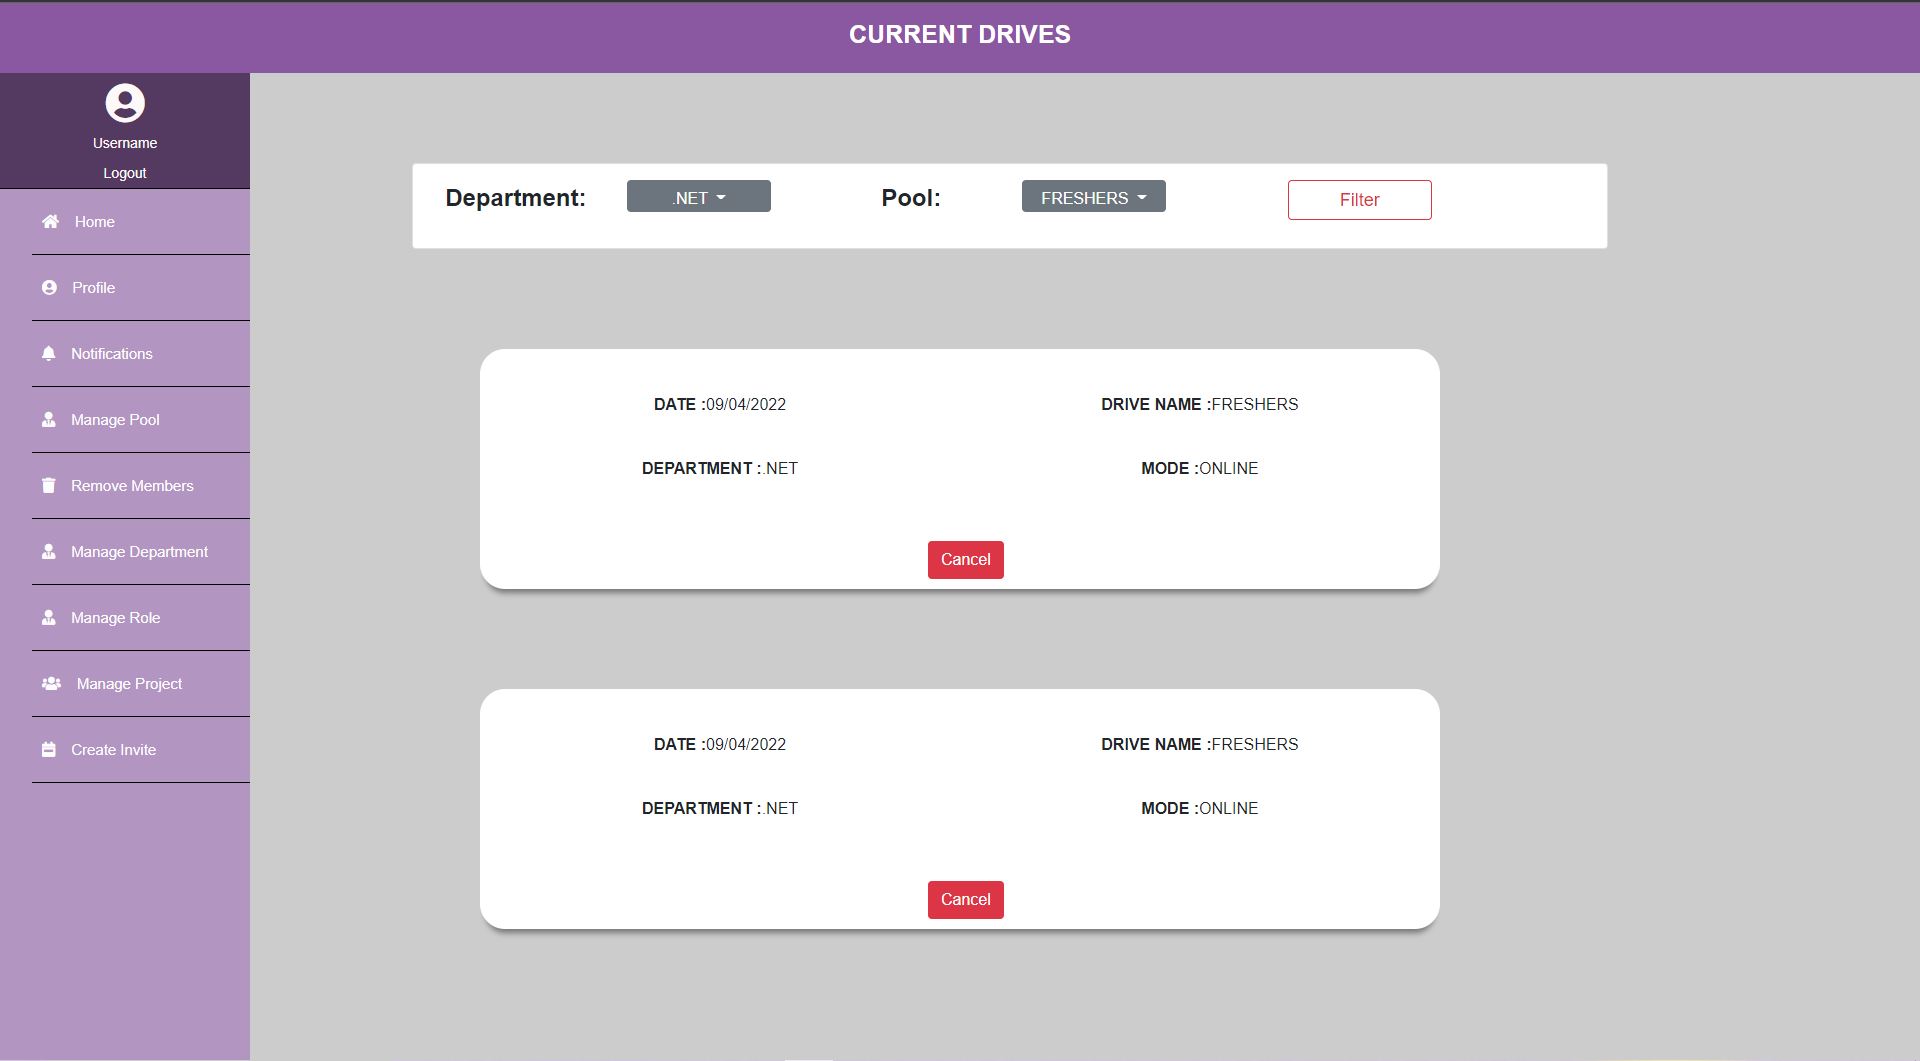 CURRENT DRIVES
Username
Logout
Home
Profile
Notifications
Manage Pool
Remove Members
Manage Department
Manage Role
Manage Project
Create Invite
Department: .NET Pool: FRESHERS Filter
DATE :09/04/2022 DRIVE NAME :FRESHERS
DEPARTMENT :.NET MODE :ONLINE
Cancel
DATE :09/04/2022 DRIVE NAME :FRESHERS
DEPARTMENT :.NET MODE :ONLINE
Cancel